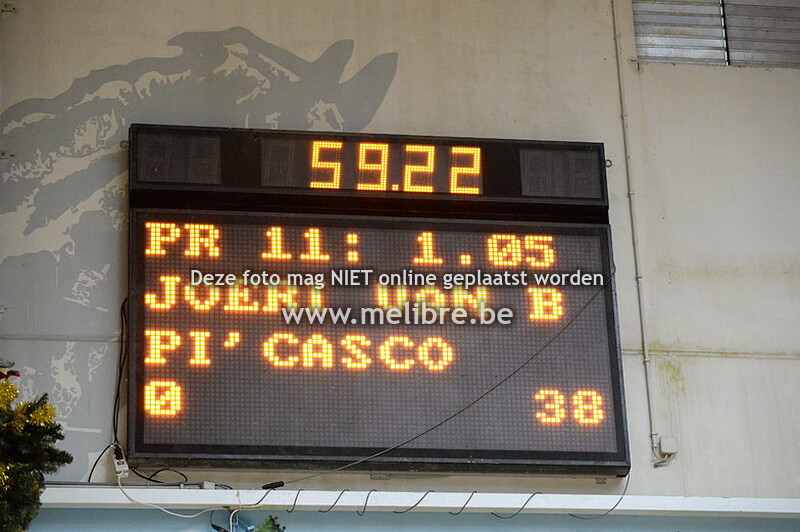 59.22
PR 11: 1.05
Deze foto mag NIET online geplaatst worden
JOERI B
www.melibre.be
PI' CASCO
0 38